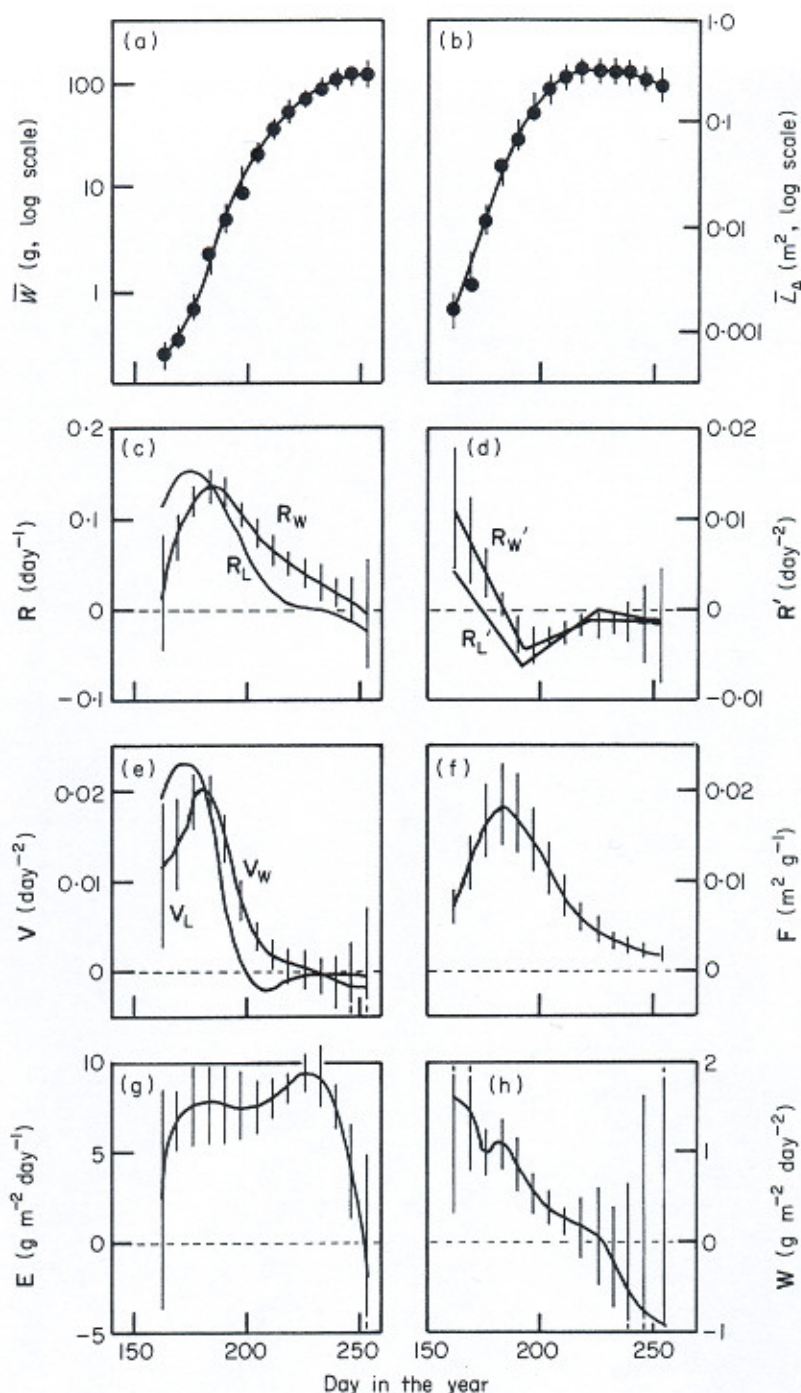 (a)
100
10
1
W̅ (g, log scale)
(b)
1·0
0·1
0·01
0·001
L̅A (m², log scale)
(c)
0·2
0·1
0
−0·1
R (day⁻¹)
RW
RL
(d)
0·02
0·01
0
−0·01
R' (day⁻²)
RW'
RL'
(e)
0·02
0·01
0
V (day⁻²)
VW
VL
(f)
0·02
0·01
0
F (m² g⁻¹)
(g)
10
5
0
−5
E (g m⁻² day⁻¹)
(h)
2
1
0
−1
W (g m⁻² day⁻²)
150 200 250
150 200 250
Day in the year